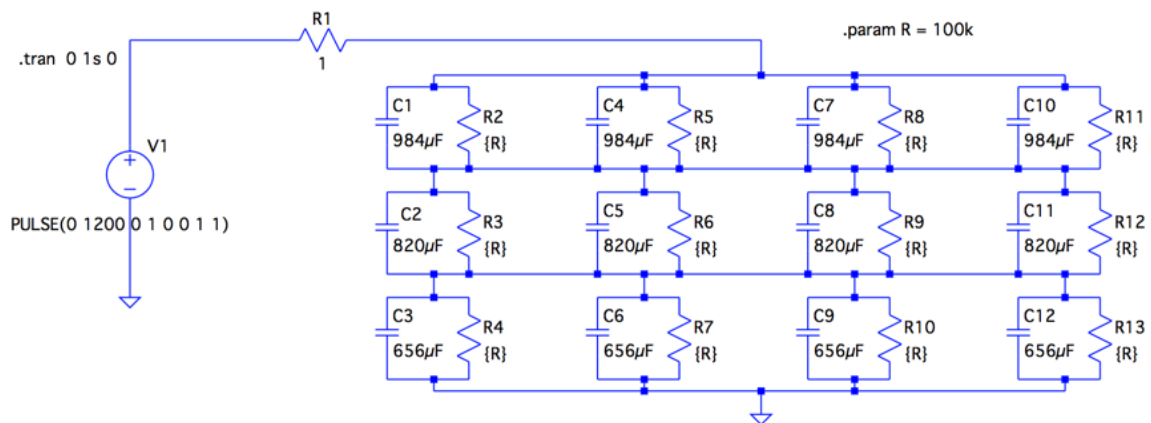 R1
1
.tran 0 1s 0
.param R = 100k
V1
PULSE(0 1200 0 1 0 0 1 1)
C1
984µF
R2
{R}
C4
984µF
R5
{R}
C7
984µF
R8
{R}
C10
984µF
R11
{R}
C2
820µF
R3
{R}
C5
820µF
R6
{R}
C8
820µF
R9
{R}
C11
820µF
R12
{R}
C3
656µF
R4
{R}
C6
656µF
R7
{R}
C9
656µF
R10
{R}
C12
656µF
R13
{R}